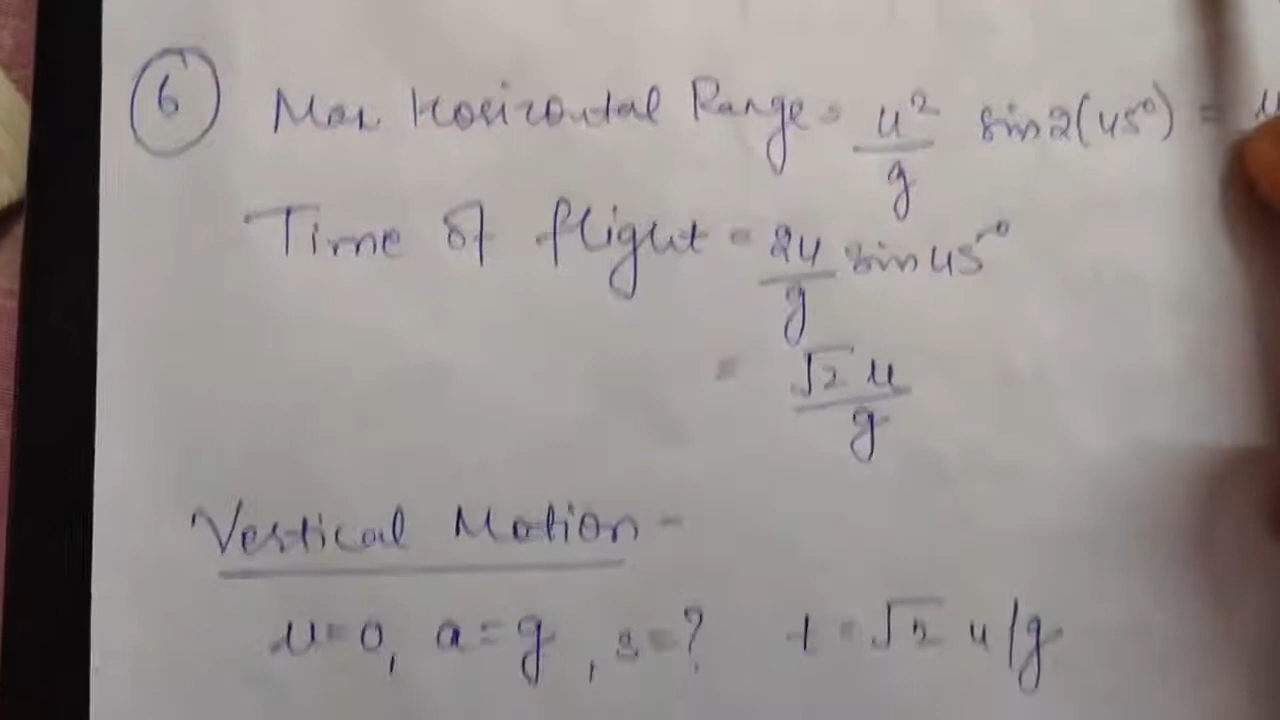 6 Max Horizontal Range = u²/g sin2(45°) =
Time of flight = 2u/g sin45°
= √2 u/g
Vertical Motion -
u=0, a=g, s=? t=√2 u/g